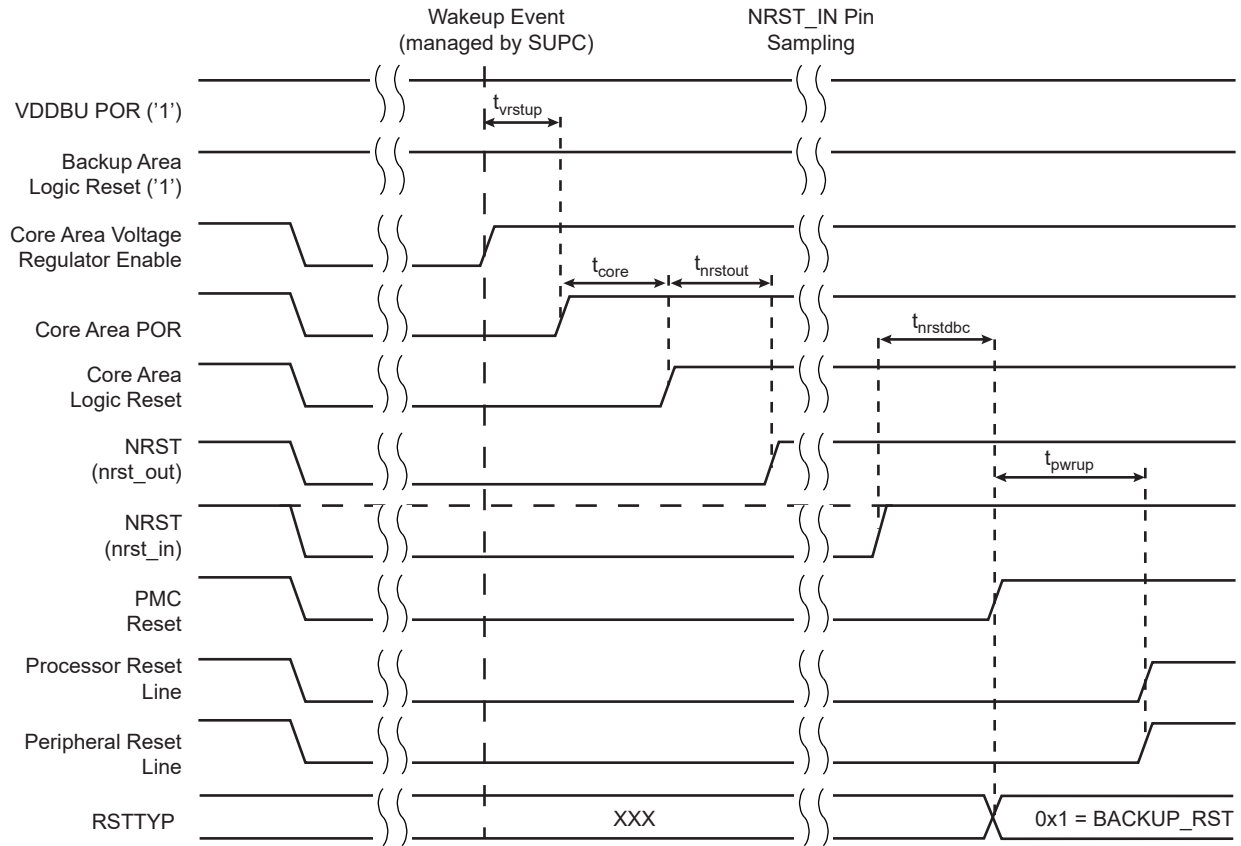 Wakeup Event
(managed by SUPC)
NRST_IN Pin
Sampling
VDDBU POR ('1')
t_vrstup
Backup Area
Logic Reset ('1')
Core Area Voltage
Regulator Enable
t_core
t_nrstout
Core Area POR
t_nrstdbc
Core Area
Logic Reset
NRST
(nrst_out)
t_pwrup
NRST
(nrst_in)
PMC
Reset
Processor Reset
Line
Peripheral Reset
Line
RSTTYP
XXX
0x1 = BACKUP_RST